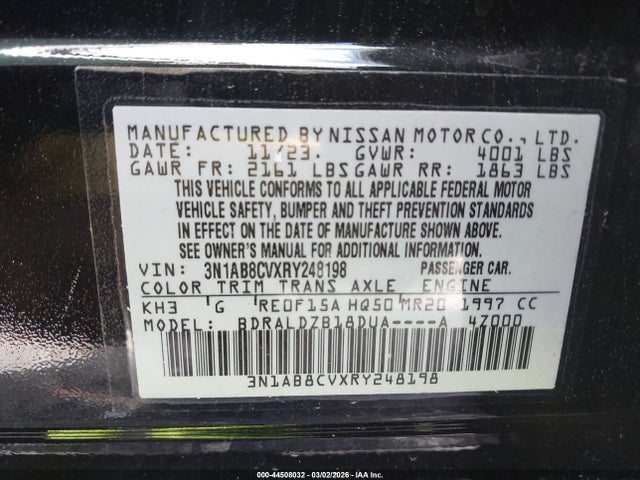 MANUFACTURED BY NISSAN MOTOR CO., LTD.
DATE: 11/23. GVWR: 4001 LBS
GAWR FR: 2161 LBS GAWR RR: 1863 LBS
THIS VEHICLE CONFORMS TO ALL APPLICABLE FEDERAL MOTOR
VEHICLE SAFETY, BUMPER AND THEFT PREVENTION STANDARDS
IN EFFECT ON THE DATE OF MANUFACTURE SHOWN ABOVE.
SEE OWNER'S MANUAL FOR ADDITIONAL INFORMATION.
VIN: 3N1AB8CVXRY248198 PASSENGER CAR.
COLOR TRIM TRANS AXLE ENGINE
KH3 G RE0F15A HQ50 MR20 1997 CC
MODEL: BDRALDZB18DUA----A 4Z000
3N1AB8CVXRY248198
000-44508032 - 03/02/2026 - IAA Inc.